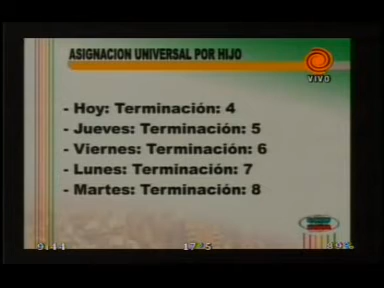 ASIGNACION UNIVERSAL POR HIJO
VIVO
- Hoy: Terminación: 4
- Jueves: Terminación: 5
- Viernes: Terminación: 6
- Lunes: Terminación: 7
- Martes: Terminación: 8